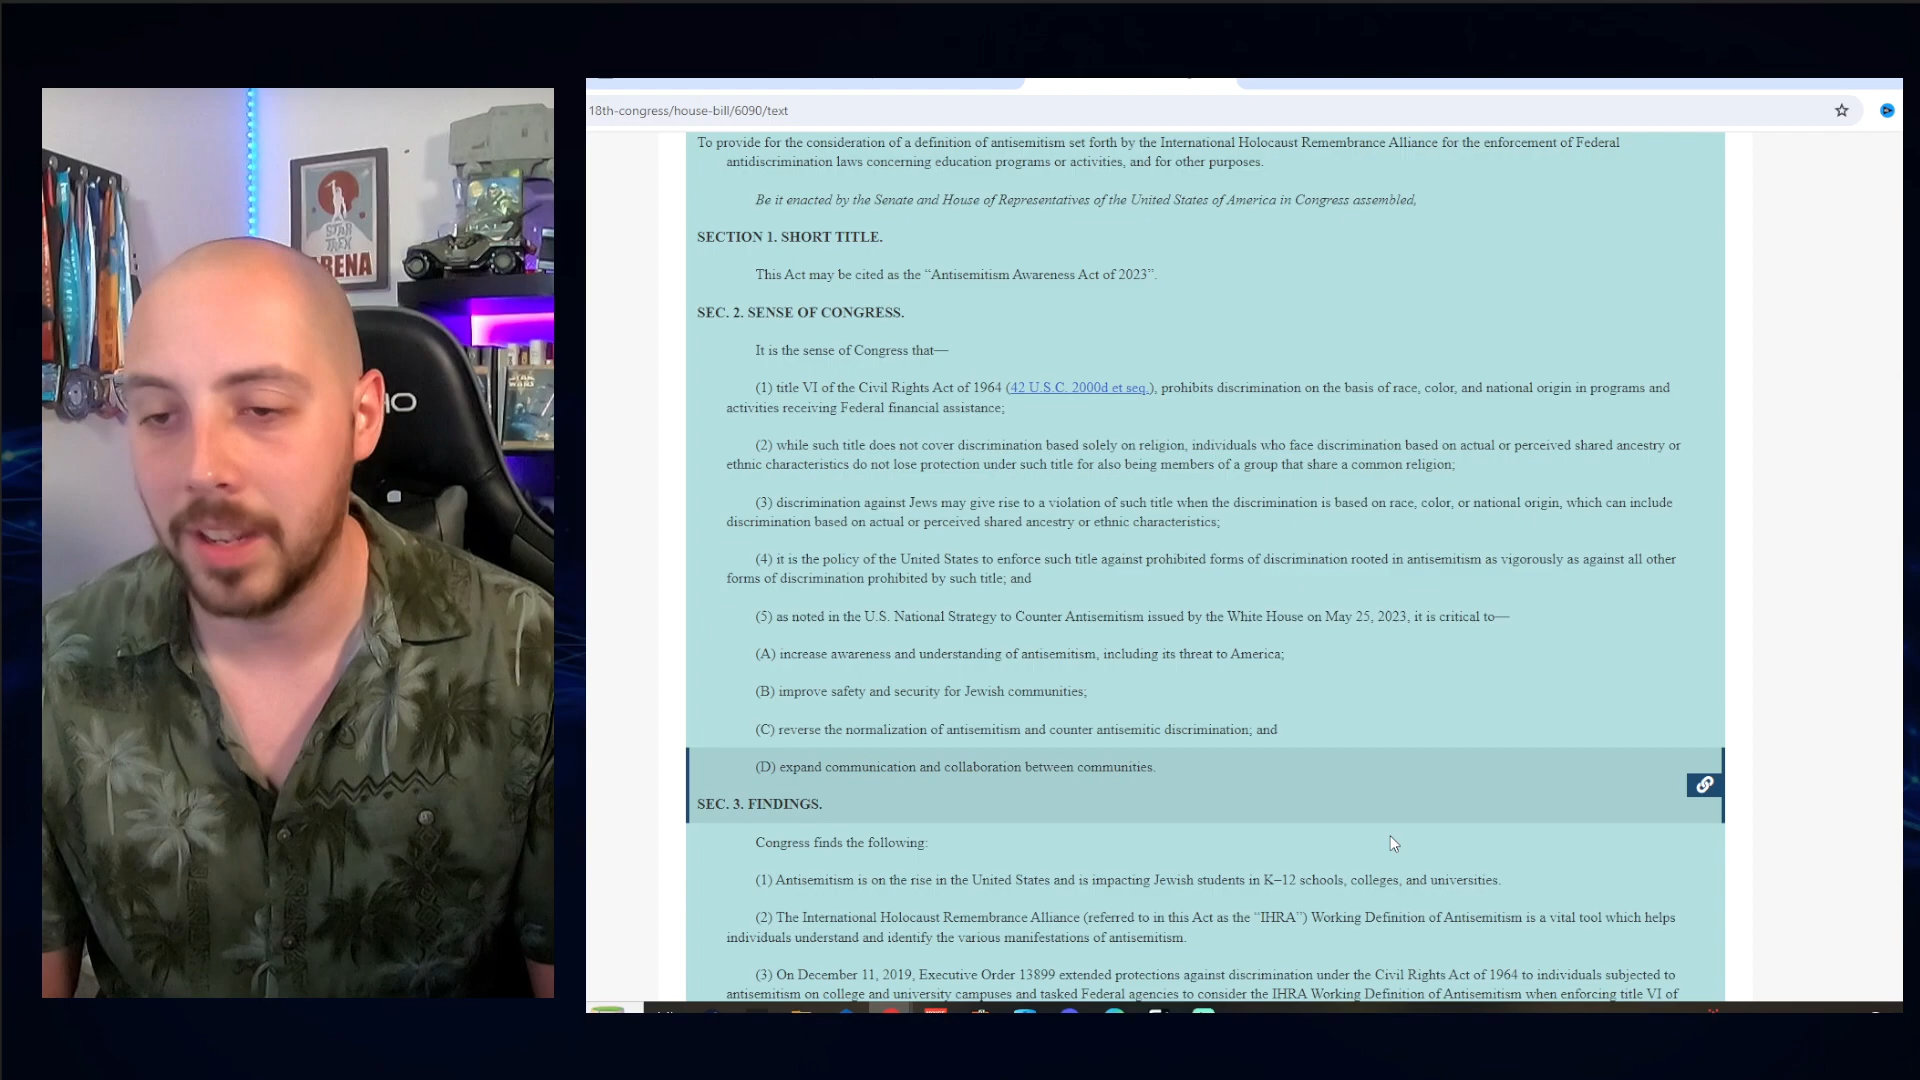 STAR
TREK
ARENA
STAR
WARS
18th-congress/house-bill/6090/text
To provide for the consideration of a definition of antisemitism set forth by the International Holocaust Remembrance Alliance for the enforcement of Federal
antidiscrimination laws concerning education programs or activities, and for other purposes.
Be it enacted by the Senate and House of Representatives of the United States of America in Congress assembled,
SECTION 1. SHORT TITLE.
This Act may be cited as the “Antisemitism Awareness Act of 2023”.
SEC. 2. SENSE OF CONGRESS.
It is the sense of Congress that—
(1) title VI of the Civil Rights Act of 1964 (42 U.S.C. 2000d et seq.), prohibits discrimination on the basis of race, color, and national origin in programs and
activities receiving Federal financial assistance;
(2) while such title does not cover discrimination based solely on religion, individuals who face discrimination based on actual or perceived shared ancestry or
ethnic characteristics do not lose protection under such title for also being members of a group that share a common religion;
(3) discrimination against Jews may give rise to a violation of such title when the discrimination is based on race, color, or national origin, which can include
discrimination based on actual or perceived shared ancestry or ethnic characteristics;
(4) it is the policy of the United States to enforce such title against prohibited forms of discrimination rooted in antisemitism as vigorously as against all other
forms of discrimination prohibited by such title; and
(5) as noted in the U.S. National Strategy to Counter Antisemitism issued by the White House on May 25, 2023, it is critical to—
(A) increase awareness and understanding of antisemitism, including its threat to America;
(B) improve safety and security for Jewish communities;
(C) reverse the normalization of antisemitism and counter antisemitic discrimination; and
(D) expand communication and collaboration between communities.
SEC. 3. FINDINGS.
Congress finds the following:
(1) Antisemitism is on the rise in the United States and is impacting Jewish students in K–12 schools, colleges, and universities.
(2) The International Holocaust Remembrance Alliance (referred to in this Act as the “IHRA”) Working Definition of Antisemitism is a vital tool which helps
individuals understand and identify the various manifestations of antisemitism.
(3) On December 11, 2019, Executive Order 13899 extended protections against discrimination under the Civil Rights Act of 1964 to individuals subjected to
antisemitism on college and university campuses and tasked Federal agencies to consider the IHRA Working Definition of Antisemitism when enforcing title VI of